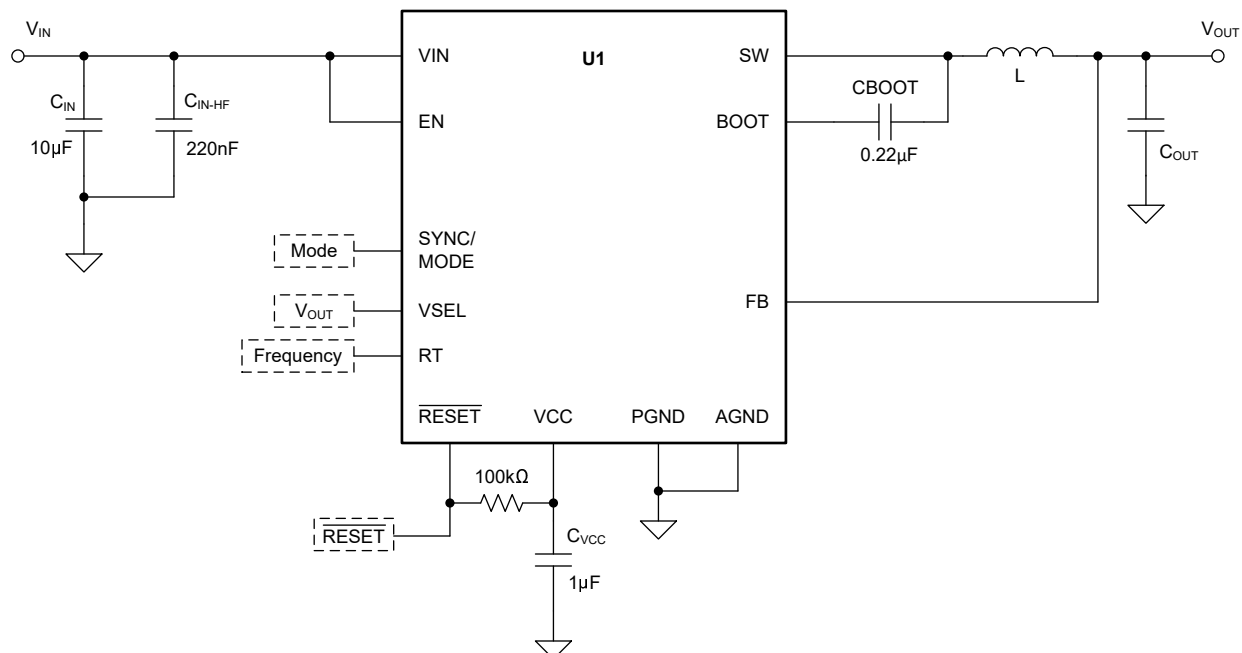 VIN
VOUT
U1
VIN
SW
CIN
CIN-HF
CBOOT
L
EN
BOOT
10µF
220nF
0.22µF
COUT
Mode
SYNC/
MODE
VOUT
VSEL
FB
Frequency
RT
RESET
VCC
PGND
AGND
100kΩ
RESET
CVCC
1µF